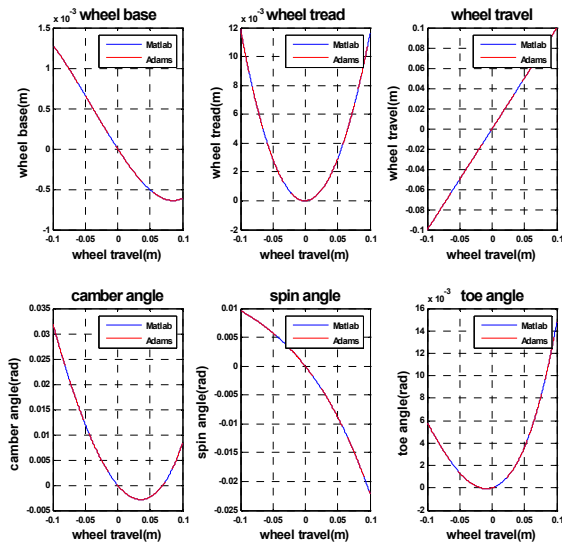 wheel base
x 10^-3
1.5
1
0.5
0
-0.5
-1
-0.1 -0.05 0 0.05 0.1
wheel base(m)
wheel travel(m)
Matlab
Adams
wheel tread
x 10^-3
12
10
8
6
4
2
0
-2
-0.1 -0.05 0 0.05 0.1
wheel tread(m)
wheel travel(m)
Matlab
Adams
wheel travel
0.1
0.08
0.06
0.04
0.02
0
-0.02
-0.04
-0.06
-0.08
-0.1
-0.1 -0.05 0 0.05 0.1
wheel travel(m)
wheel travel(m)
Matlab
Adams
camber angle
0.035
0.03
0.025
0.02
0.015
0.01
0.005
0
-0.005
-0.1 -0.05 0 0.05 0.1
camber angle(rad)
wheel travel(m)
Matlab
Adams
spin angle
0.01
0.005
0
-0.005
-0.01
-0.015
-0.02
-0.025
-0.1 -0.05 0 0.05 0.1
spin angle(rad)
wheel travel(m)
Matlab
Adams
toe angle
x 10^-3
16
14
12
10
8
6
4
2
0
-2
-0.1 -0.05 0 0.05 0.1
toe angle(rad)
wheel travel(m)
Matlab
Adams